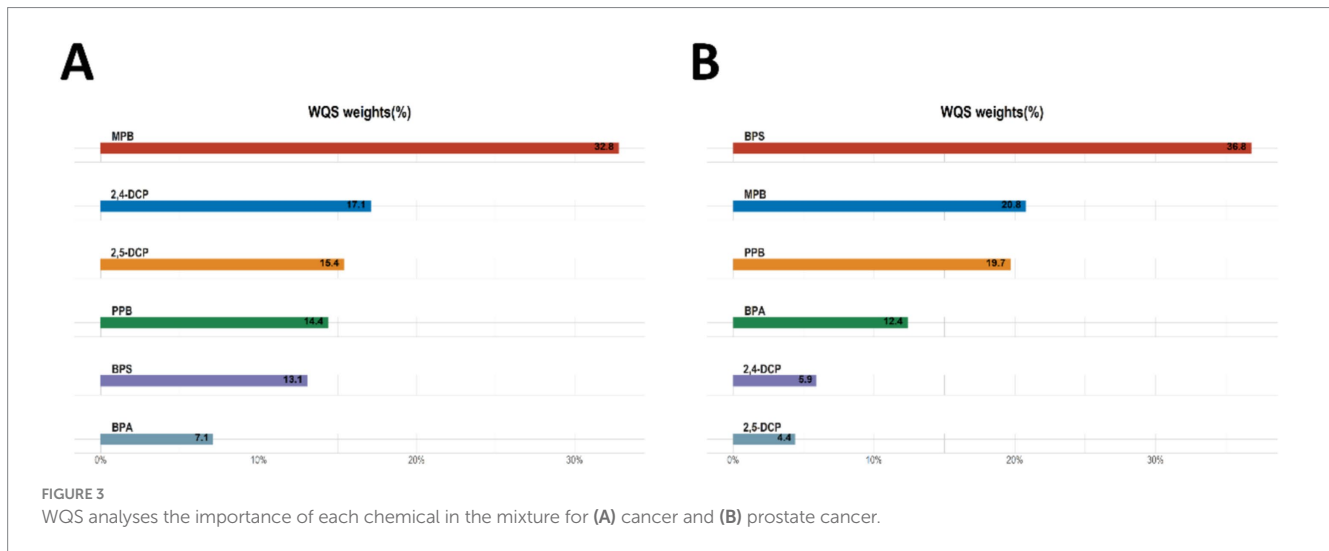 A
WQS weights(%)
MPB
32.8
2,4-DCP
17.1
2,5-DCP
15.4
PPB
14.4
BPS
13.1
BPA
7.1
0% 10% 20% 30%
B
WQS weights(%)
BPS
36.8
MPB
20.8
PPB
19.7
BPA
12.4
2,4-DCP
5.9
2,5-DCP
4.4
0% 10% 20% 30%
FIGURE 3
WQS analyses the importance of each chemical in the mixture for (A) cancer and (B) prostate cancer.